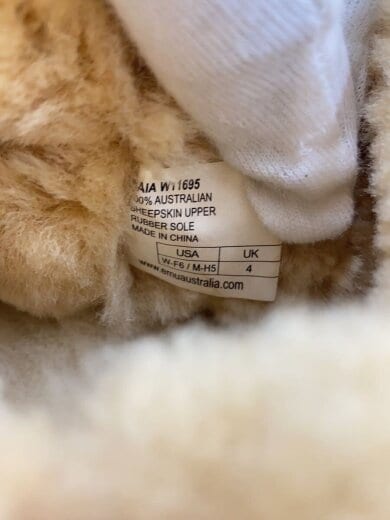 AIA W11695
00% AUSTRALIAN
SHEEPSKIN UPPER
RUBBER SOLE
MADE IN CHINA
USA UK
W-F6 / M-H5 4
www.emuaustralia.com